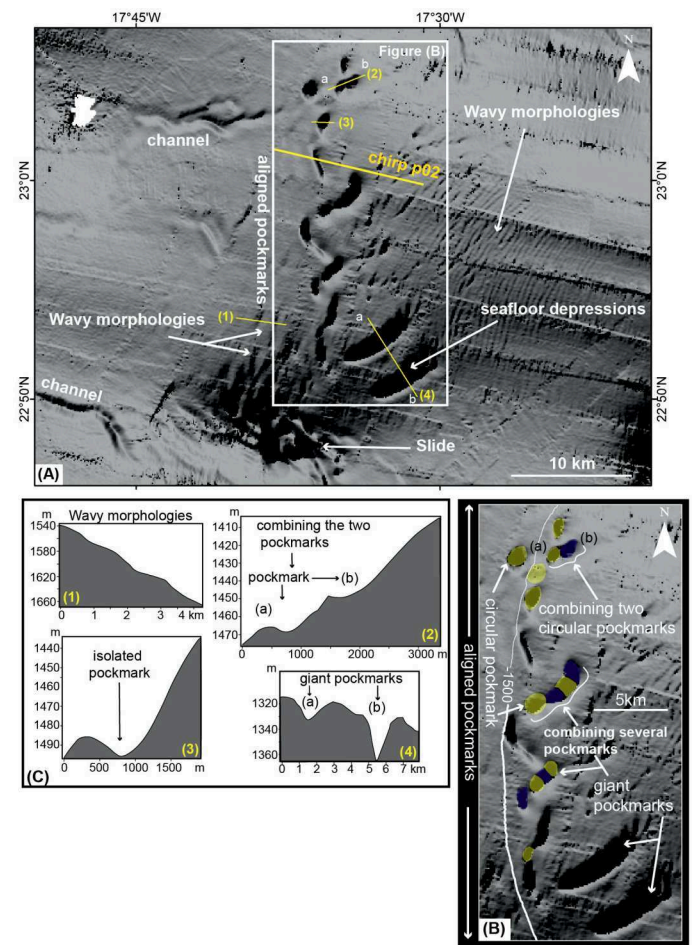 17°45'W
17°30'W
Figure (B)
N
a
b
(2)
(3)
Wavy morphologies
channel
chirp p02
23°0'N
23°0'N
aligned pockmarks
(1)
a
seafloor depressions
Wavy morphologies
b
(4)
channel
22°50'N
22°50'N
Slide
10 km
(A)
m
Wavy morphologies
1540
1580
1620
1660
(1)
0 1 2 3 4 km
m
1410
1420
1430
1440
1450
1460
1470
combining the two
pockmarks
pockmark
(b)
(a)
(2)
0 1000 2000 3000 m
m
1440
1450
1460
1470
1480
1490
isolated
pockmark
(3)
0 500 1000 1500 m
m
giant pockmarks
(a)
(b)
1320
1340
1360
(4)
0 1 2 3 4 5 6 7 km
(C)
N
(a)
(b)
combining two
circular pockmarks
circular pockmark
aligned pockmarks
-1500
5km
combining several
pockmarks
giant
pockmarks
(B)